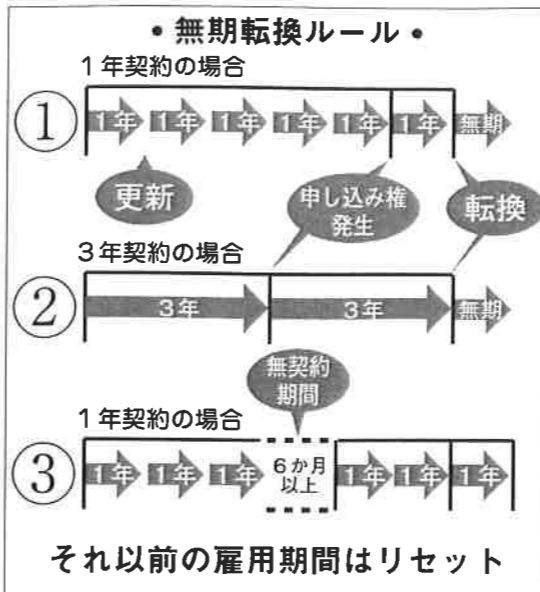 ・無期転換ルール・
1年契約の場合
① 1年 1年 1年 1年 1年 1年 無期
更新
申し込み権
発生
転換
3年契約の場合
② 3年 3年 無期
無契約
期間
1年契約の場合
③ 1年 1年 1年 6か月
以上 1年 1年 1年
それ以前の雇用期間はリセット